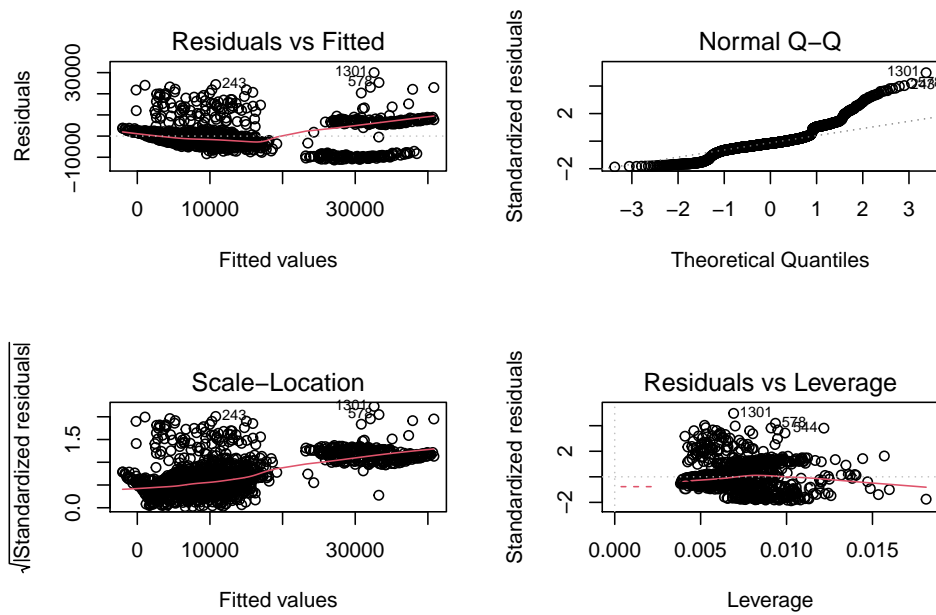 Residuals vs Fitted
Residuals
-10000 10000 30000
243
1301
578
0 10000 30000
Fitted values
Normal Q-Q
Standardized residuals
-2 0 2
1301
-3 -2 -1 0 1 2 3
Theoretical Quantiles
Scale-Location
√|Standardized residuals|
0.0 1.5
243
1301
578
0 10000 30000
Fitted values
Residuals vs Leverage
Standardized residuals
-2 0 2
1301
578
544
0.000 0.005 0.010 0.015
Leverage